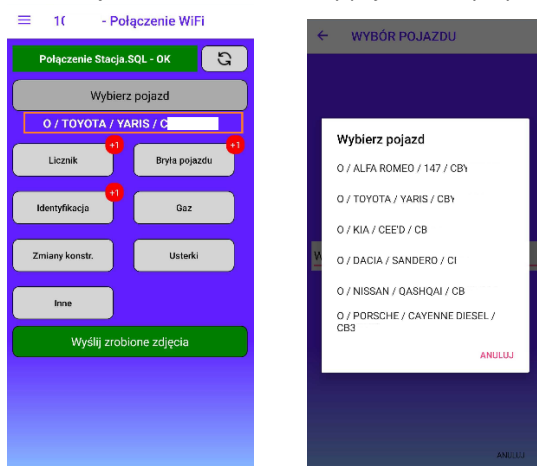 - Połączenie WiFi
Połączenie Stacja.SQL - OK
Wybierz pojazd
O / TOYOTA / YARIS / C
+1
+1
Licznik
Bryła pojazdu
+1
Identyfikacja
Gaz
Zmiany konstr.
Usterki
Inne
Wyślij zrobione zdjęcia
WYBÓR POJAZDU
Wybierz pojazd
O / ALFA ROMEO / 147 / CBY
O / TOYOTA / YARIS / CBY
O / KIA / CEE'D / CB
O / DACIA / SANDERO / CI
O / NISSAN / QASHQAI / CB
O / PORSCHE / CAYENNE DIESEL /
CB3
ANULUJ
ANULUJ